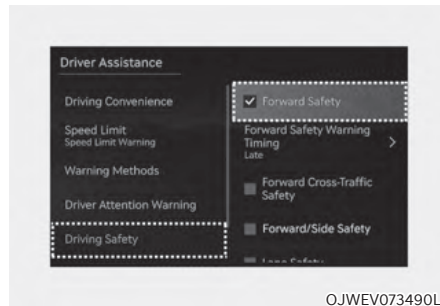 Driver Assistance
Driving Convenience
Speed Limit
Speed Limit Warning
Warning Methods
Driver Attention Warning
Driving Safety
Forward Safety
Forward Safety Warning
Timing
Late
Forward Cross-Traffic
Safety
Forward/Side Safety
OJWEV073490L